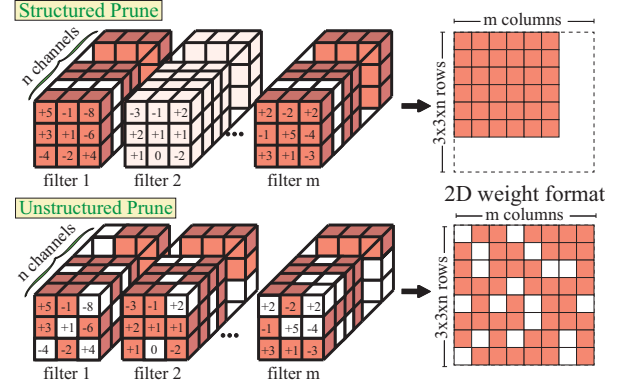 Structured Prune
n channels
+5 -1 -8
+3 +1 -6
-4 -2 +4
filter 1
-3 -1 +2
+2 +1 +1
+1 0 -2
filter 2
...
+2 -2 +2
-1 +5 -4
+3 +1 -3
filter m
m columns
3x3xn rows
2D weight format
Unstructured Prune
n channels
+5 -1 -8
+3 +1 -6
-4 -2 +4
filter 1
-3 -1 +2
+2 +1 +1
+1 0 -2
filter 2
...
+2 -2 +2
-1 +5 -4
+3 +1 -3
filter m
m columns
3x3xn rows